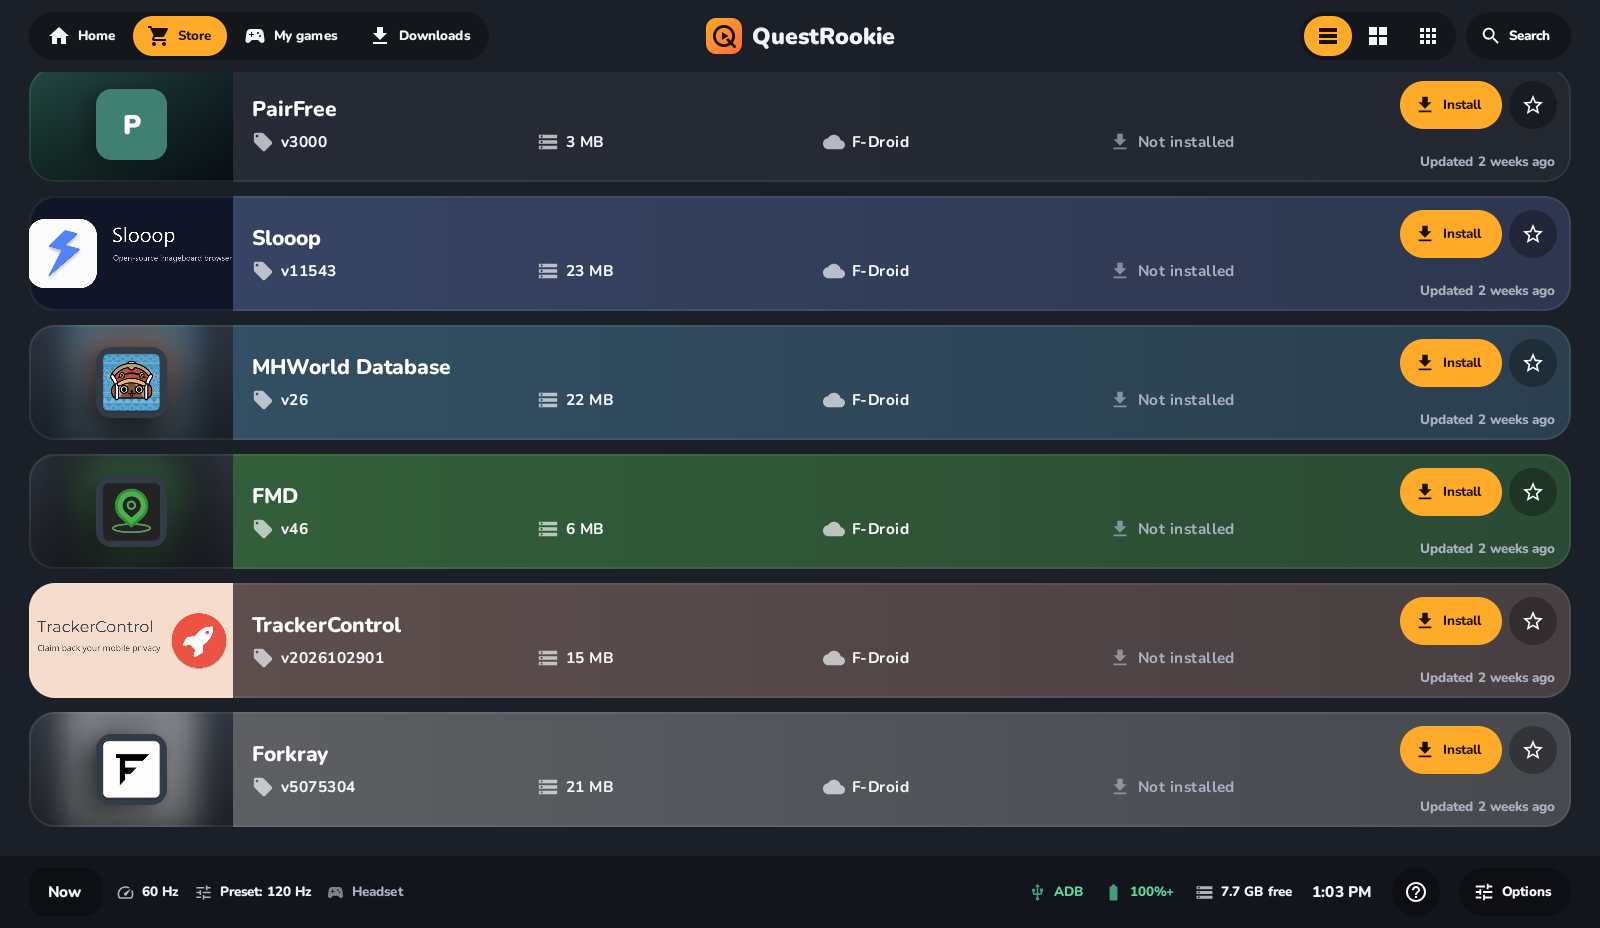 Home
Store
My games
Downloads
QuestRookie
Search
P
PairFree
v3000
3 MB
F-Droid
Not installed
Install
Updated 2 weeks ago
Slooop
Open-source imageboard browser
Slooop
v11543
23 MB
F-Droid
Not installed
Install
Updated 2 weeks ago
MHWorld Database
v26
22 MB
F-Droid
Not installed
Install
Updated 2 weeks ago
FMD
v46
6 MB
F-Droid
Not installed
Install
Updated 2 weeks ago
TrackerControl
Claim back your mobile privacy
TrackerControl
v2026102901
15 MB
F-Droid
Not installed
Install
Updated 2 weeks ago
F
Forkray
v5075304
21 MB
F-Droid
Not installed
Install
Updated 2 weeks ago
Now
60 Hz
Preset: 120 Hz
Headset
ADB
100%+
7.7 GB free
1:03 PM
Options